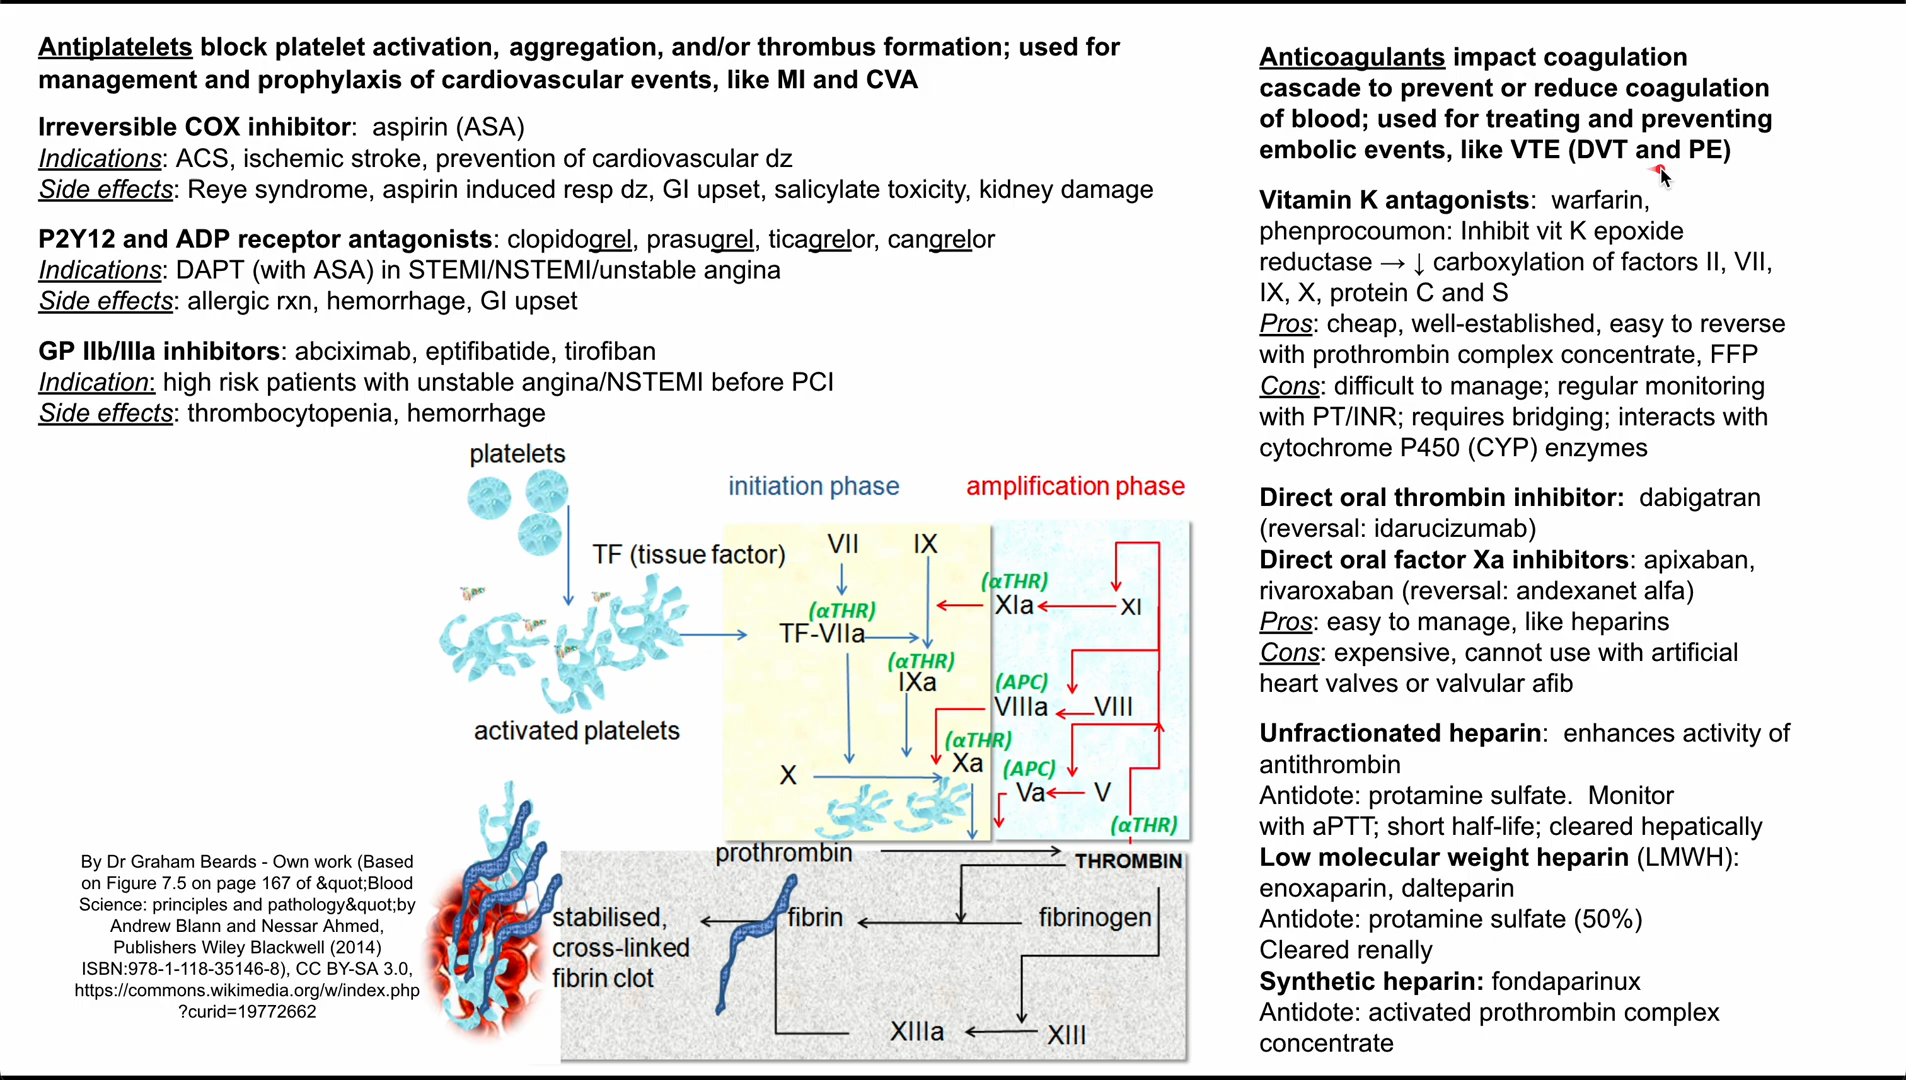 Antiplatelets block platelet activation, aggregation, and/or thrombus formation; used for
management and prophylaxis of cardiovascular events, like MI and CVA
Irreversible COX inhibitor: aspirin (ASA)
Indications: ACS, ischemic stroke, prevention of cardiovascular dz
Side effects: Reye syndrome, aspirin induced resp dz, GI upset, salicylate toxicity, kidney damage
P2Y12 and ADP receptor antagonists: clopidogrel, prasugrel, ticagrelor, cangrelor
Indications: DAPT (with ASA) in STEMI/NSTEMI/unstable angina
Side effects: allergic rxn, hemorrhage, GI upset
GP IIb/IIIa inhibitors: abciximab, eptifibatide, tirofiban
Indication: high risk patients with unstable angina/NSTEMI before PCI
Side effects: thrombocytopenia, hemorrhage
platelets
initiation phase
amplification phase
TF (tissue factor)
VII
IX
(αTHR)
XIa
XI
(αTHR)
TF-VIIa
(αTHR)
IXa
(APC)
VIIIa
VIII
activated platelets
(αTHR)
Xa
X
(APC)
Va
V
(αTHR)
prothrombin
THROMBIN
stabilised,
cross-linked
fibrin clot
fibrin
fibrinogen
XIIIa
XIII
By Dr Graham Beards - Own work (Based
on Figure 7.5 on page 167 of &quot;Blood
Science: principles and pathology&quot;by
Andrew Blann and Nessar Ahmed,
Publishers Wiley Blackwell (2014)
ISBN:978-1-118-35146-8), CC BY-SA 3.0,
https://commons.wikimedia.org/w/index.php
?curid=19772662
Anticoagulants impact coagulation
cascade to prevent or reduce coagulation
of blood; used for treating and preventing
embolic events, like VTE (DVT and PE)
Vitamin K antagonists: warfarin,
phenprocoumon: Inhibit vit K epoxide
reductase → ↓ carboxylation of factors II, VII,
IX, X, protein C and S
Pros: cheap, well-established, easy to reverse
with prothrombin complex concentrate, FFP
Cons: difficult to manage; regular monitoring
with PT/INR; requires bridging; interacts with
cytochrome P450 (CYP) enzymes
Direct oral thrombin inhibitor: dabigatran
(reversal: idarucizumab)
Direct oral factor Xa inhibitors: apixaban,
rivaroxaban (reversal: andexanet alfa)
Pros: easy to manage, like heparins
Cons: expensive, cannot use with artificial
heart valves or valvular afib
Unfractionated heparin: enhances activity of
antithrombin
Antidote: protamine sulfate. Monitor
with aPTT; short half-life; cleared hepatically
Low molecular weight heparin (LMWH):
enoxaparin, dalteparin
Antidote: protamine sulfate (50%)
Cleared renally
Synthetic heparin: fondaparinux
Antidote: activated prothrombin complex
concentrate